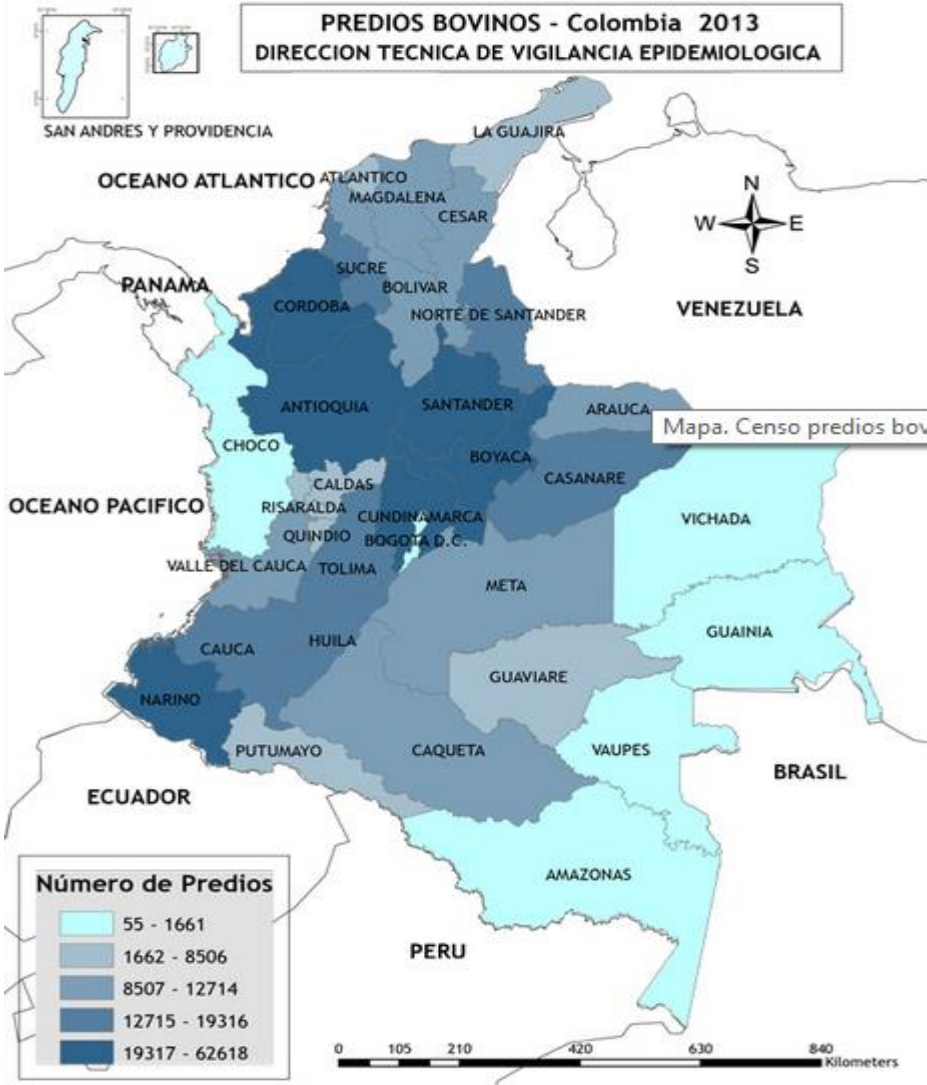 PREDIOS BOVINOS - Colombia 2013
DIRECCION TECNICA DE VIGILANCIA EPIDEMIOLOGICA
SAN ANDRES Y PROVIDENCIA
LA GUAJIRA
OCEANO ATLANTICO
ATLANTICO
MAGDALENA
CESAR
N
W
E
S
SUCRE
BOLIVAR
PANAMA
CORDOBA
NORTE DE SANTANDER
VENEZUELA
ANTIOQUIA
SANTANDER
ARAUCA
Mapa. Censo predios bov
CHOCO
BOYACA
CASANARE
OCEANO PACIFICO
CALDAS
RISARALDA
CUNDINAMARCA
VICHADA
QUINDIO
BOGOTA D.C.
VALLE DEL CAUCA
TOLIMA
META
GUAINIA
CAUCA
HUILA
GUAVIARE
NARINO
PUTUMAYO
CAQUETA
VAUPES
BRASIL
ECUADOR
AMAZONAS
PERU
Número de Predios
55 - 1661
1662 - 8506
8507 - 12714
12715 - 19316
19317 - 62618
0 105 210 420 630 840
Kilometers